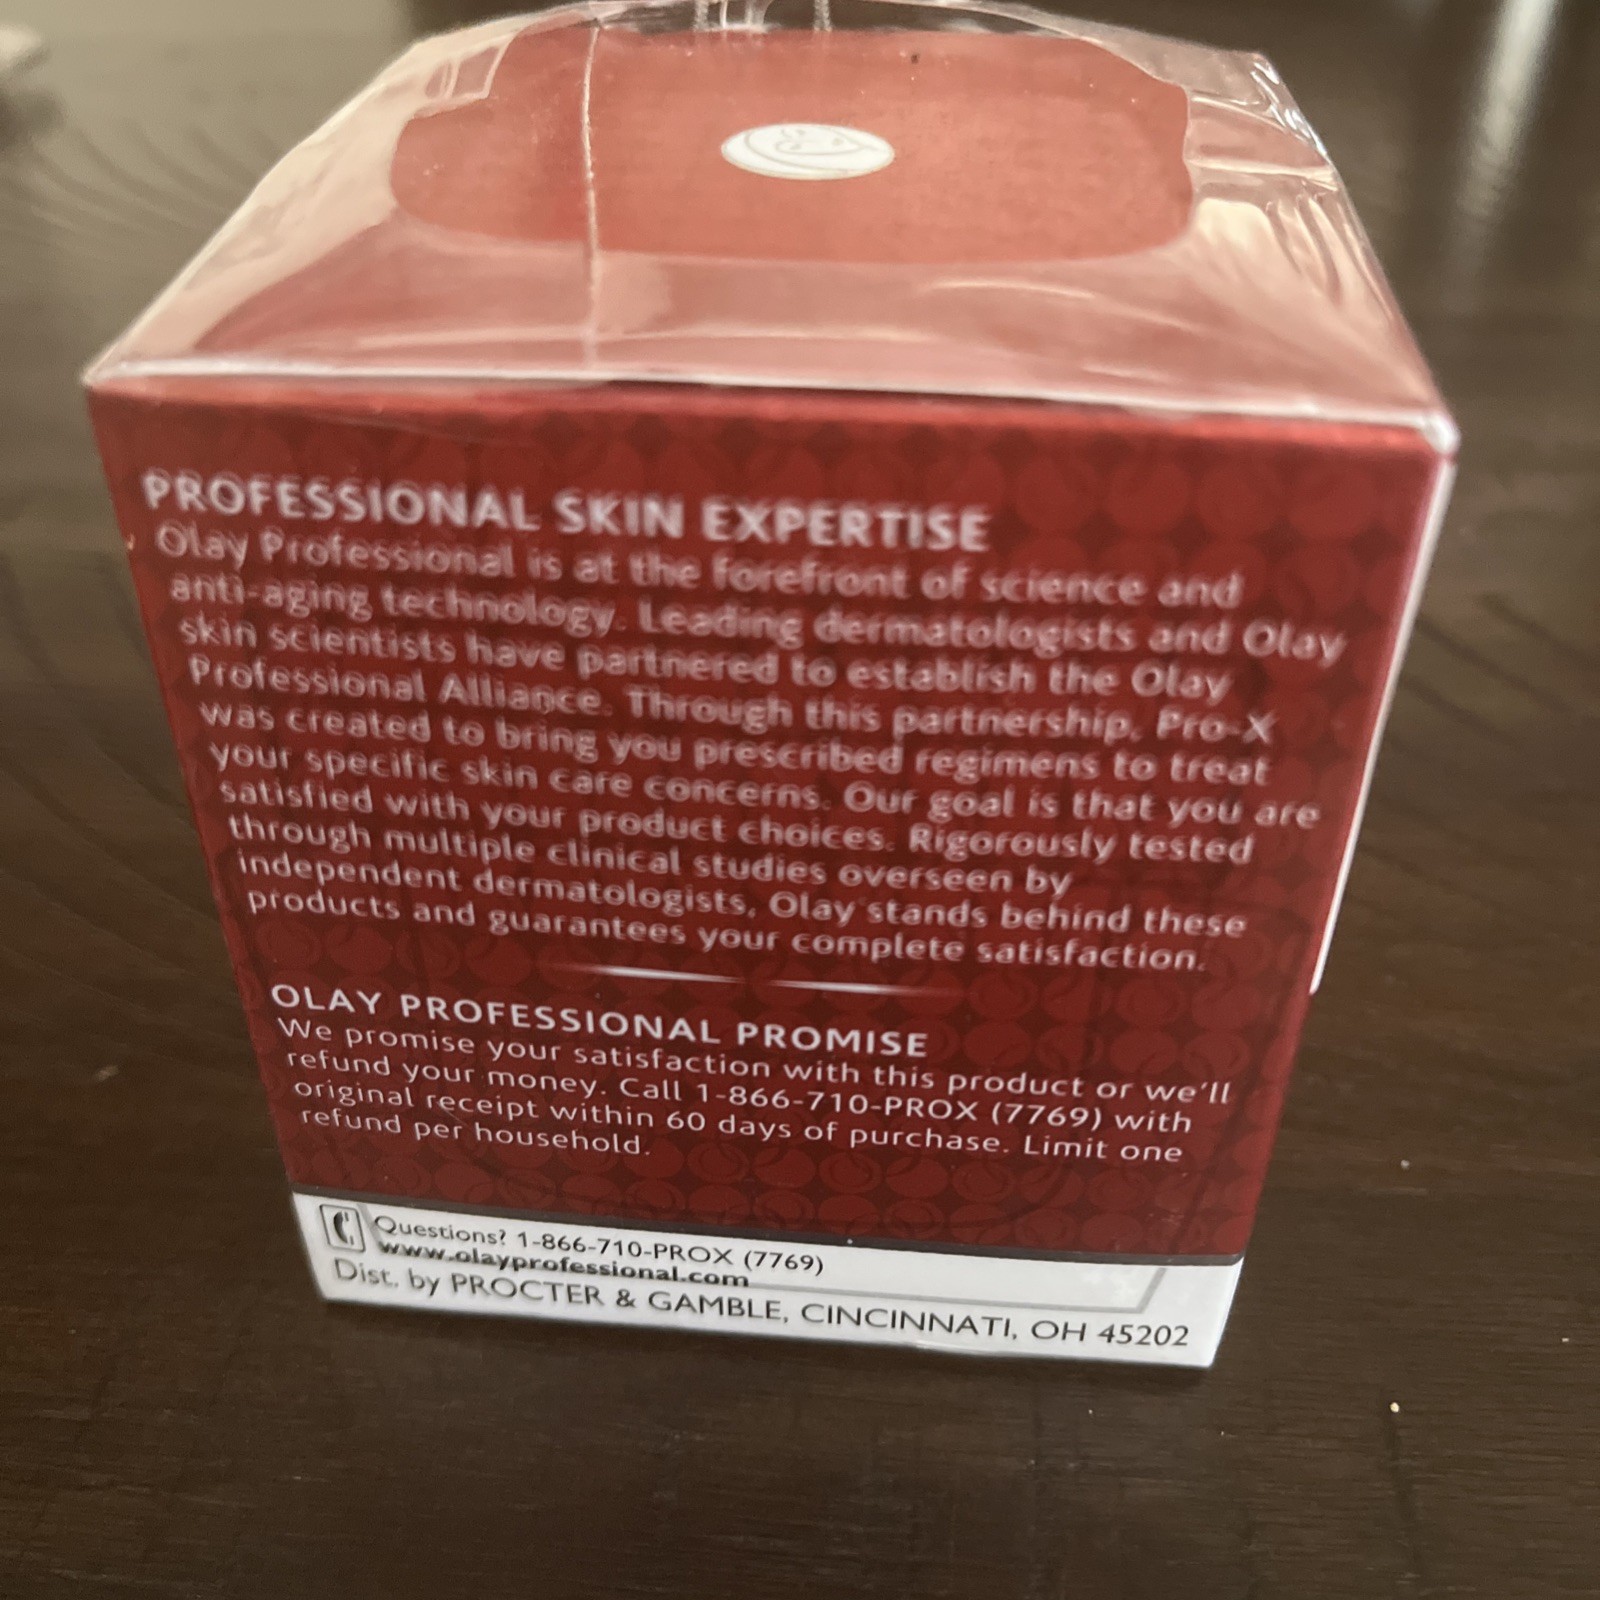 PROFESSIONAL SKIN EXPERTISE
Olay Professional is at the forefront of science and
anti-aging technology. Leading dermatologists and Olay
skin scientists have partnered to establish the Olay
Professional Alliance. Through this partnership, Pro-X
was created to bring you prescribed regimens to treat
your specific skin care concerns. Our goal is that you are
satisfied with your product choices. Rigorously tested
through multiple clinical studies overseen by
independent dermatologists, Olay stands behind these
products and guarantees your complete satisfaction.
OLAY PROFESSIONAL PROMISE
We promise your satisfaction with this product or we'll
refund your money. Call 1-866-710-PROX (7769) with
original receipt within 60 days of purchase. Limit one
refund per household.
Questions? 1-866-710-PROX (7769)
www.olayprofessional.com
Dist. by PROCTER & GAMBLE, CINCINNATI, OH 45202